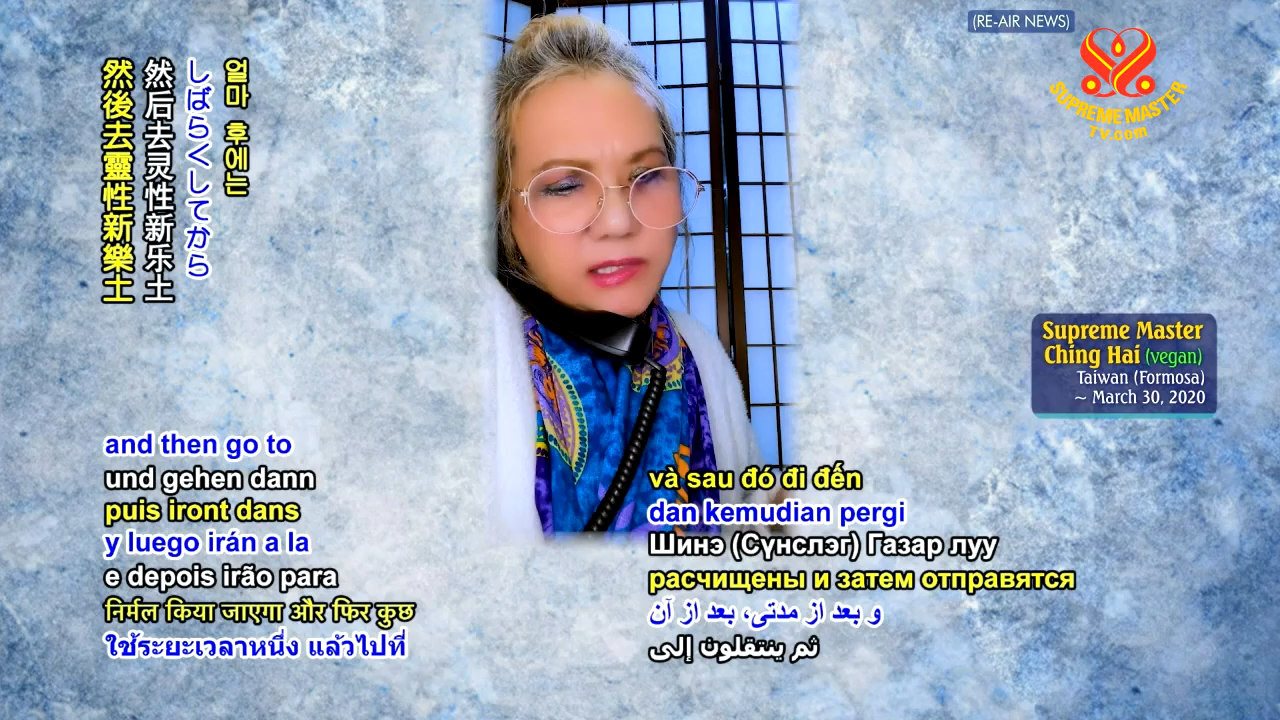 (RE-AIR NEWS)
SUPREME MASTER
TV.com
얼마 후에는
しばらくしてから
然后去灵性新乐土
然後去靈性新樂土
Supreme Master
Ching Hai (vegan)
Taiwan (Formosa)
~ March 30, 2020
and then go to
und gehen dann
puis iront dans
y luego irán a la
e depois irão para
निर्मल किया जाएगा और फिर कुछ
ใช้ระยะเวลาหนึ่ง แล้วไปที่
và sau đó đi đến
dan kemudian pergi
Шинэ (Сүнслэг) Газар луу
расчищены и затем отправятся
و بعد از مدتی، بعد از آن
ثم ينتقلون إلى